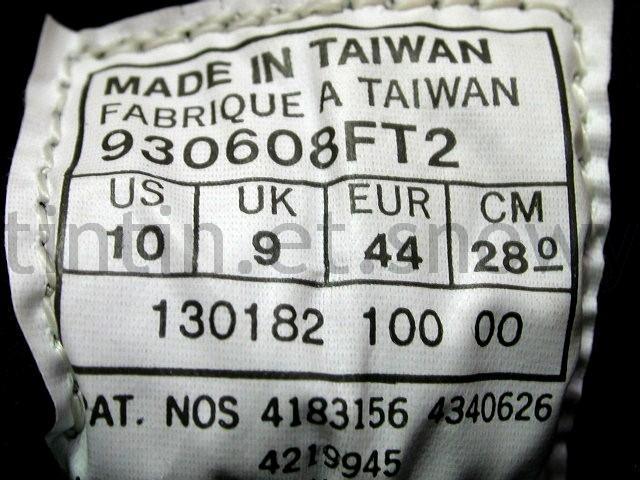 MADE IN TAIWAN
FABRIQUE A TAIWAN
930608FT2
US UK EUR CM
10 9 44 28º
tintin.et.snow
130182 100 00
CAT. NOS 4183156 4340626
4219945